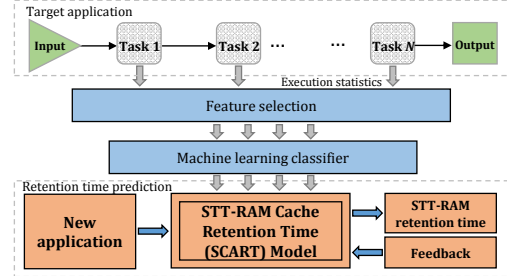 Target application
Input
Task 1
Task 2
...
...
Task N
Output
Execution statistics
Feature selection
Machine learning classifier
Retention time prediction
New
application
STT-RAM Cache
Retention Time
(SCART) Model
STT-RAM
retention time
Feedback